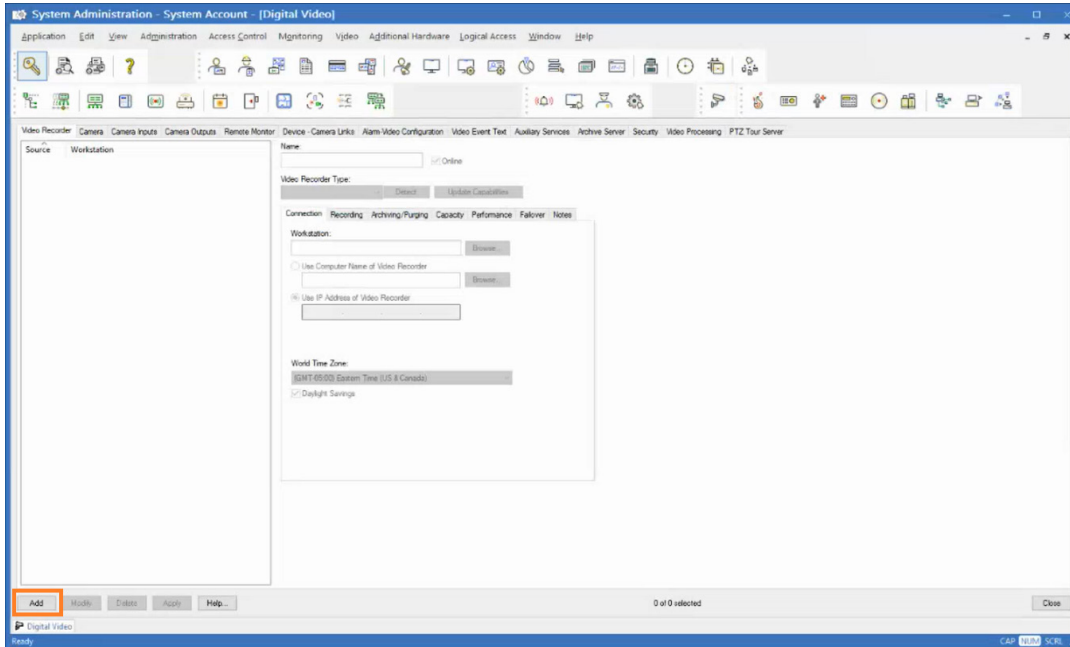 System Administration - System Account - [Digital Video]
Application Edit View Administration Access Control Monitoring Video Additional Hardware Logical Access Window Help
Video Recorder Camera Camera Inputs Camera Outputs Remote Monitor Device - Camera Links Alarm-Video Configuration Video Event Text Auxiliary Services Archive Server Security Video Processing PTZ Tour Server
Source Workstation
Name:
Online
Video Recorder Type:
Detect Update Capabilities
Connection Recording Archiving/Purging Capacity Performance Failover Notes
Workstation:
Browse...
Use Computer Name of Video Recorder
Browse...
Use IP Address of Video Recorder
World Time Zone:
(GMT-05:00) Eastern Time (US & Canada)
Daylight Savings
Add Modify Delete Apply Help... 0 of 0 selected Close
Digital Video
Ready CAP NUM SCRL